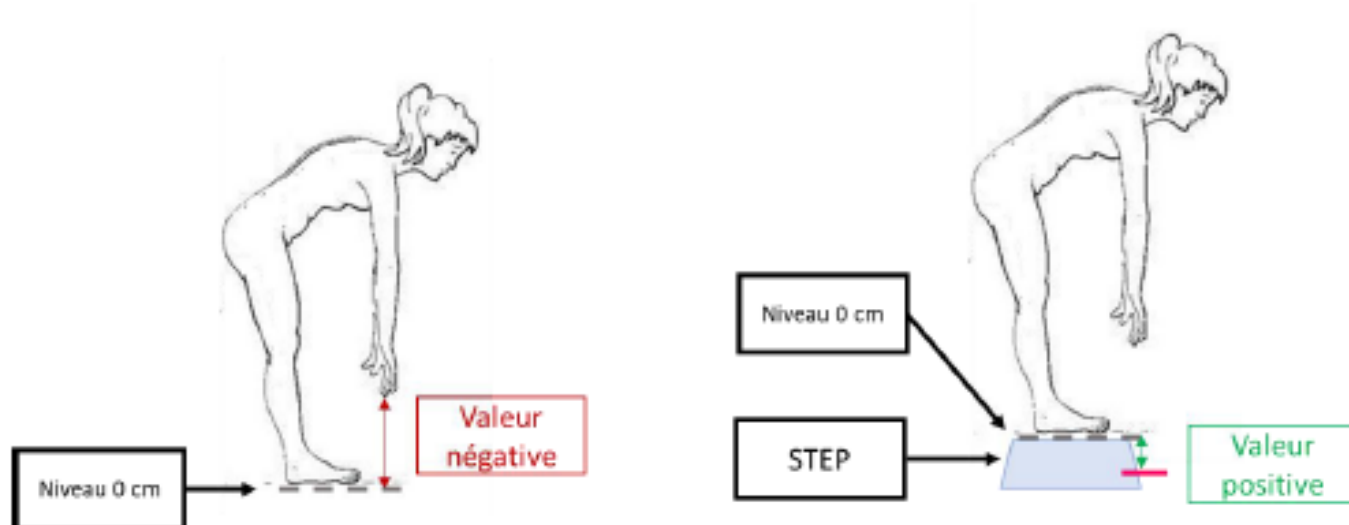 Niveau 0 cm
Valeur
négative
Niveau 0 cm
STEP
Valeur
positive